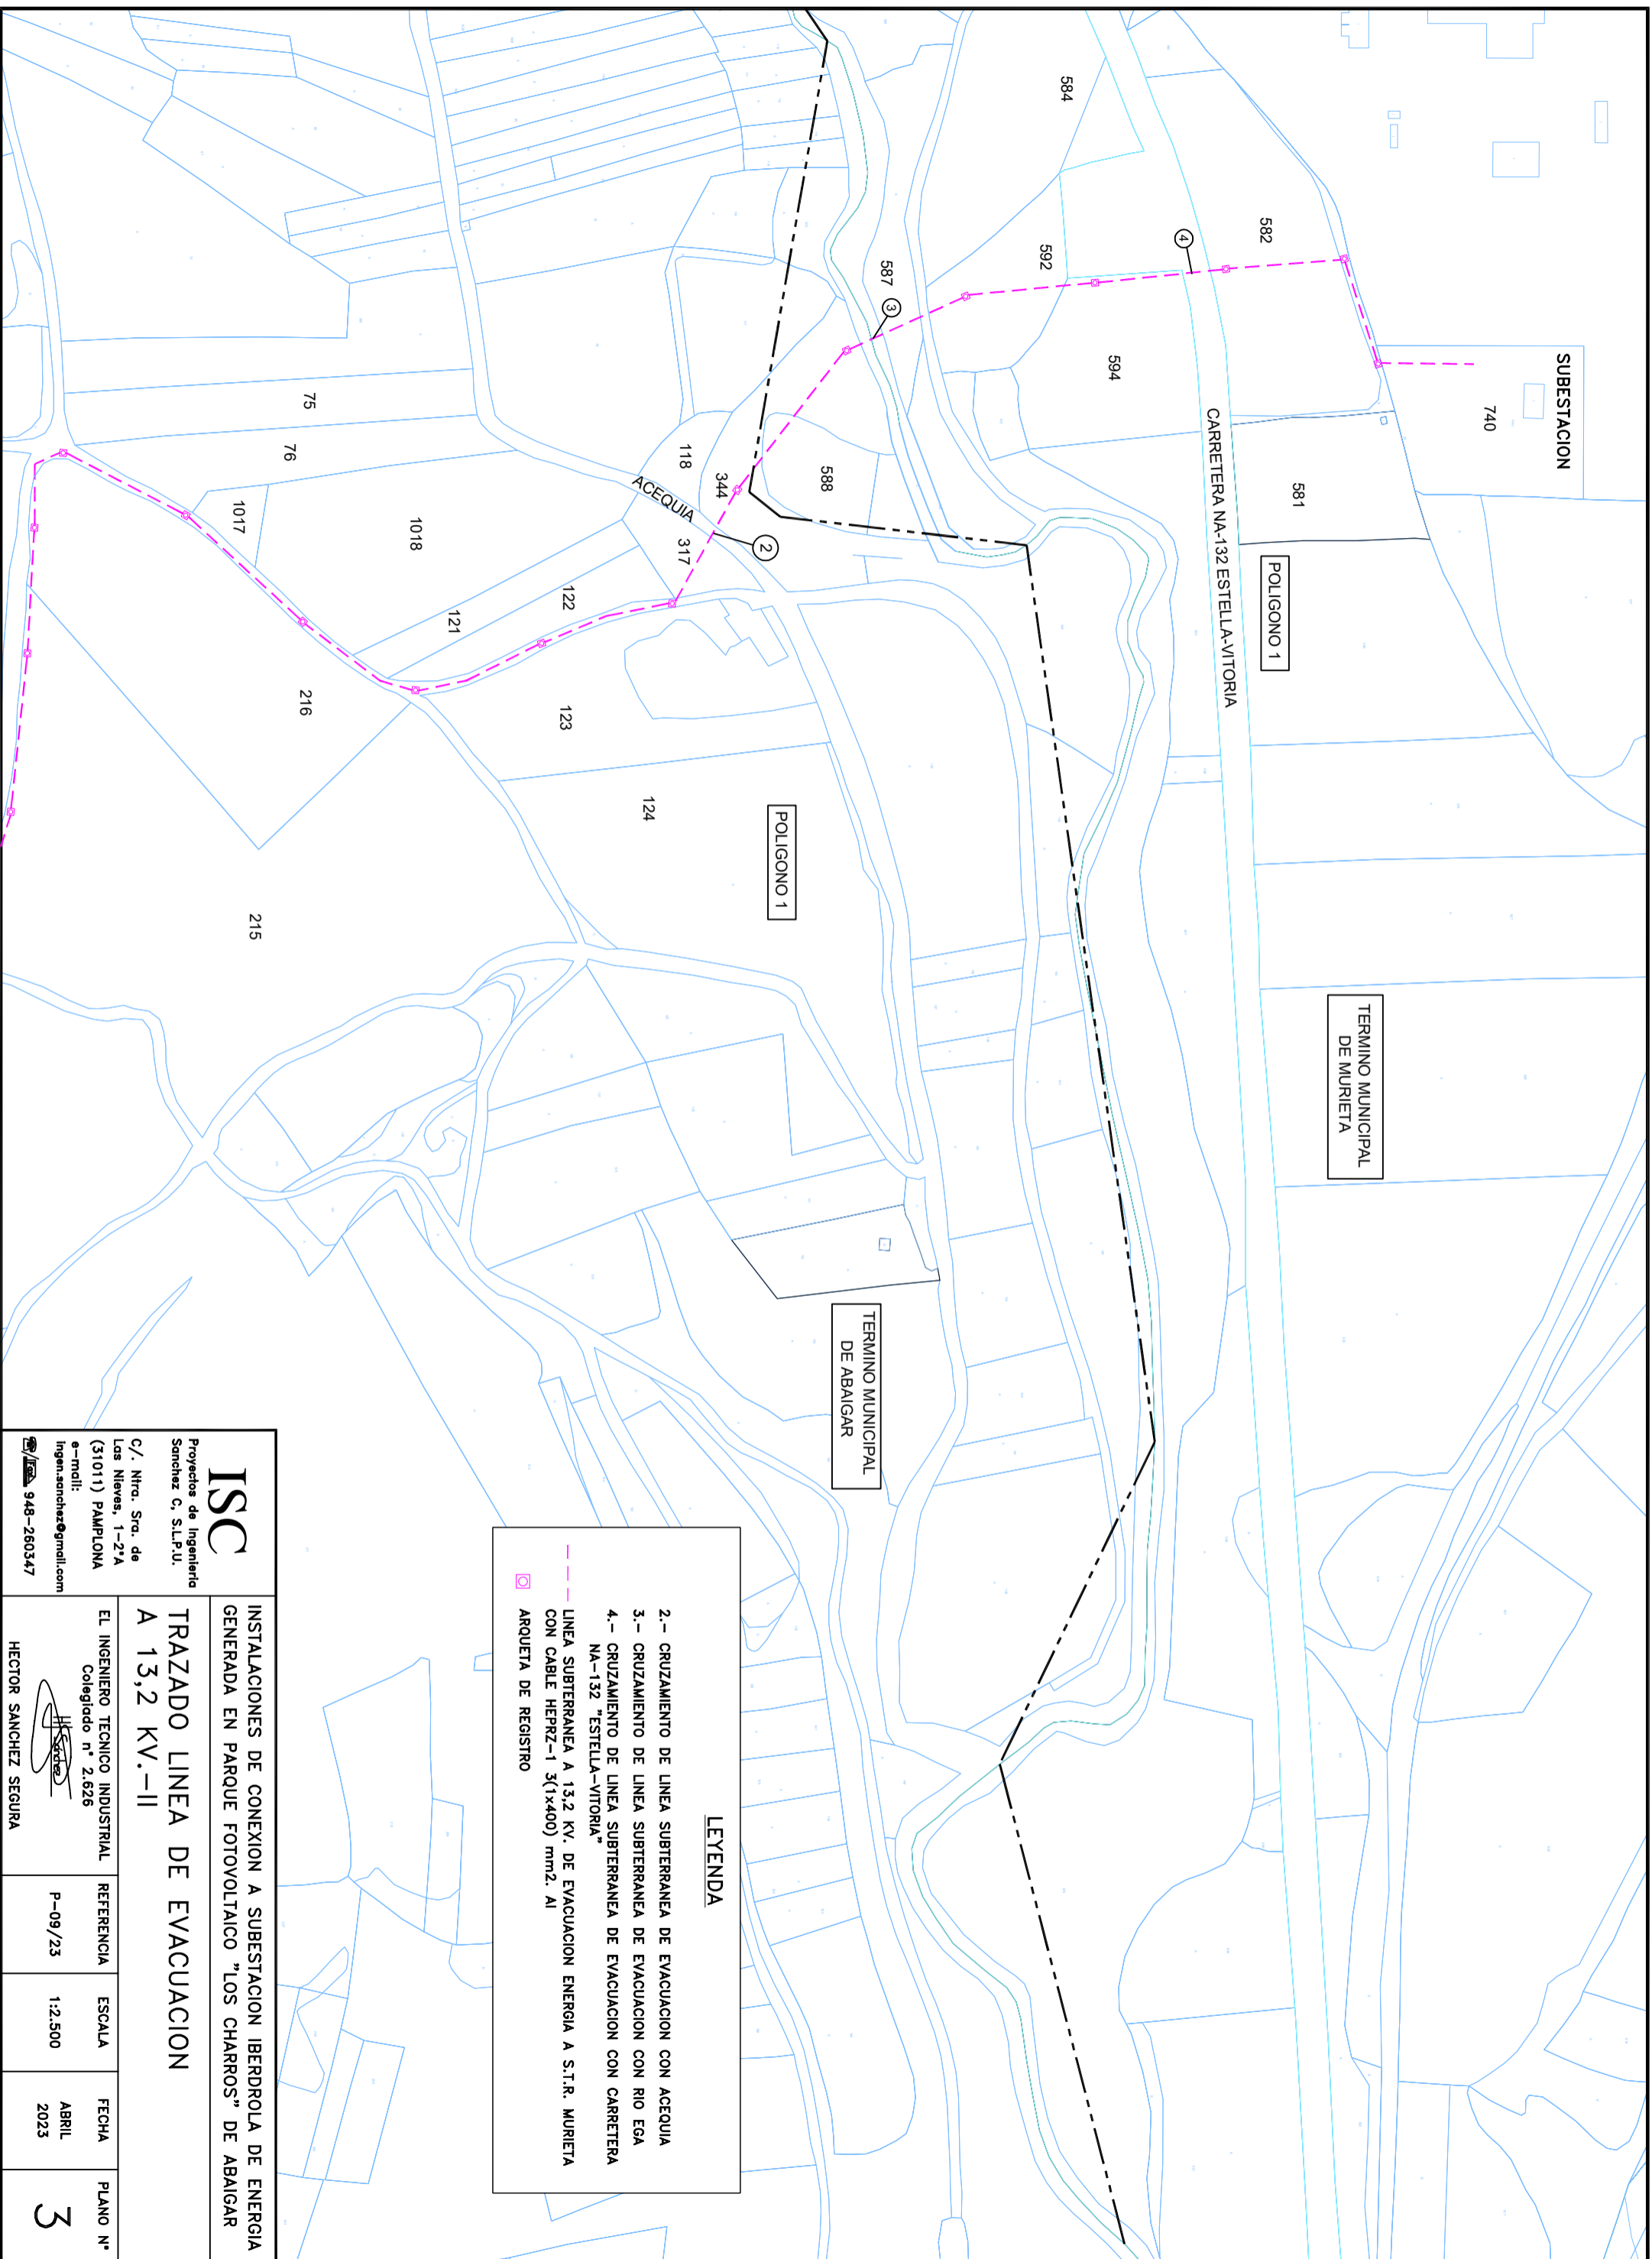 SUBESTACION
740
582
581
584
4
592
594
CARRETERA NA-132 ESTELLA-VITORIA
POLIGONO 1
TERMINO MUNICIPAL
DE MURIETA
587
3
588
118
344
ACEQUIA
2
317
75
76
1017
1018
121
122
123
124
216
215
POLIGONO 1
TERMINO MUNICIPAL
DE ABAIGAR
LEYENDA
2.- CRUZAMIENTO DE LINEA SUBTERRANEA DE EVACUACION CON ACEQUIA
3.- CRUZAMIENTO DE LINEA SUBTERRANEA DE EVACUACION CON RIO EGA
4.- CRUZAMIENTO DE LINEA SUBTERRANEA DE EVACUACION CON CARRETERA
NA-132 "ESTELLA-VITORIA"
LINEA SUBTERRANEA A 13,2 KV. DE EVACUACION ENERGIA A S.T.R. MURIETA
CON CABLE HEPRZ-1 3(1x400) mm2. Al
ARQUETA DE REGISTRO
ISC
Proyectos de Ingenieria
Sanchez C, S.L.P.U.
C/. Ntra. Sra. de
Las Nieves, 1-2ºA
(31011) PAMPLONA
e-mail:
ingen.sanchez@gmail.com
948-260347
INSTALACIONES DE CONEXION A SUBESTACION IBERDROLA DE ENERGIA
GENERADA EN PARQUE FOTOVOLTAICO "LOS CHARROS" DE ABAIGAR
TRAZADO LINEA DE EVACUACION
A 13,2 KV.-II
EL INGENIERO TECNICO INDUSTRIAL
Colegiado nº 2.626
HECTOR SANCHEZ SEGURA
REFERENCIA
P-09/23
ESCALA
1:2.500
FECHA
ABRIL
2023
PLANO Nº
3